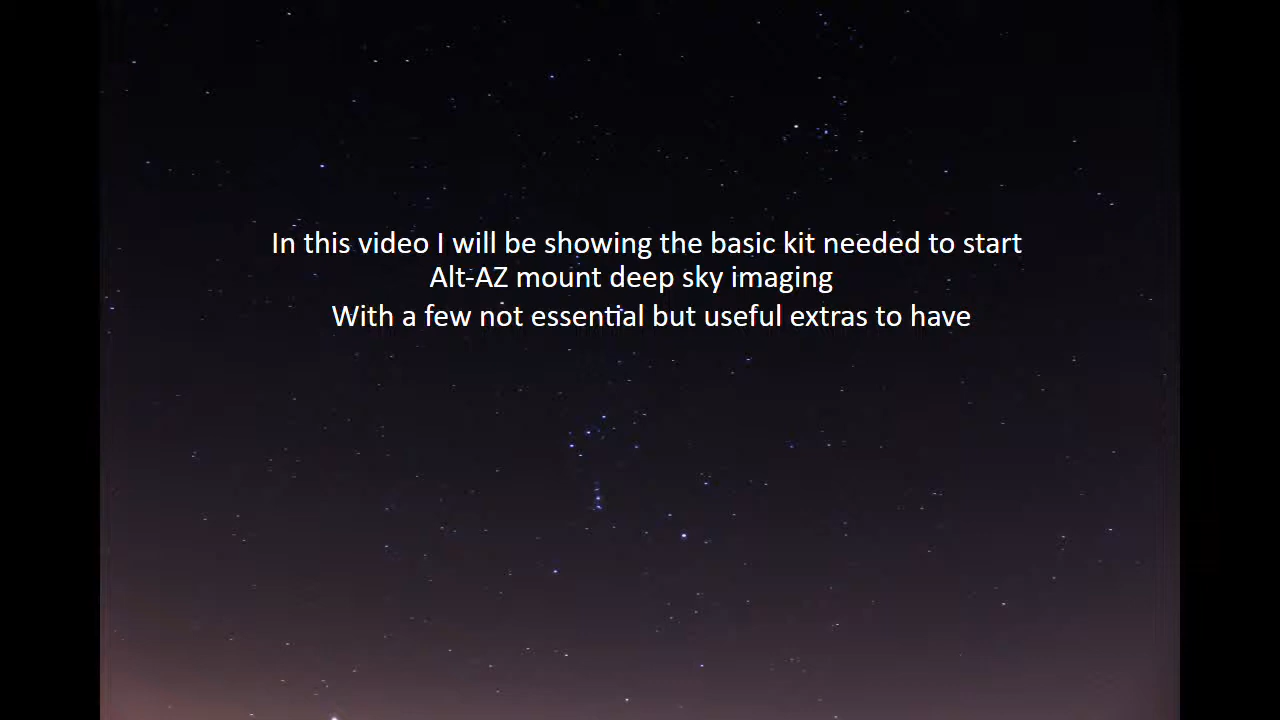 In this video I will be showing the basic kit needed to start
Alt-AZ mount deep sky imaging
With a few not essential but useful extras to have